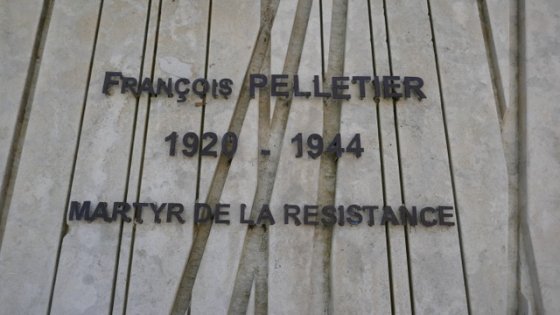 FRANÇOIS PELLETIER
1920 - 1944
MARTYR DE LA RESISTANCE